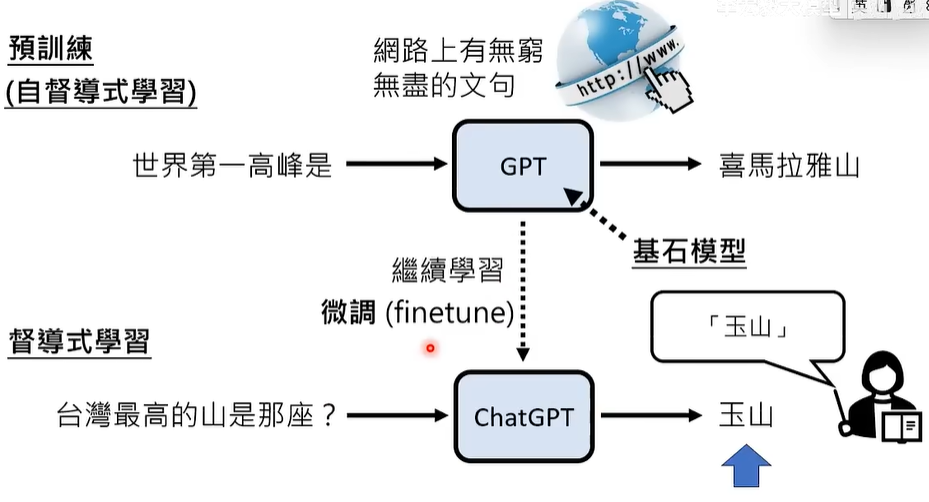 預訓練
(自督導式學習)
網路上有無窮
無盡的文句
http://www.
世界第一高峰是
GPT
喜馬拉雅山
基石模型
繼續學習
微調 (finetune)
「玉山」
督導式學習
台灣最高的山是那座？
ChatGPT
玉山